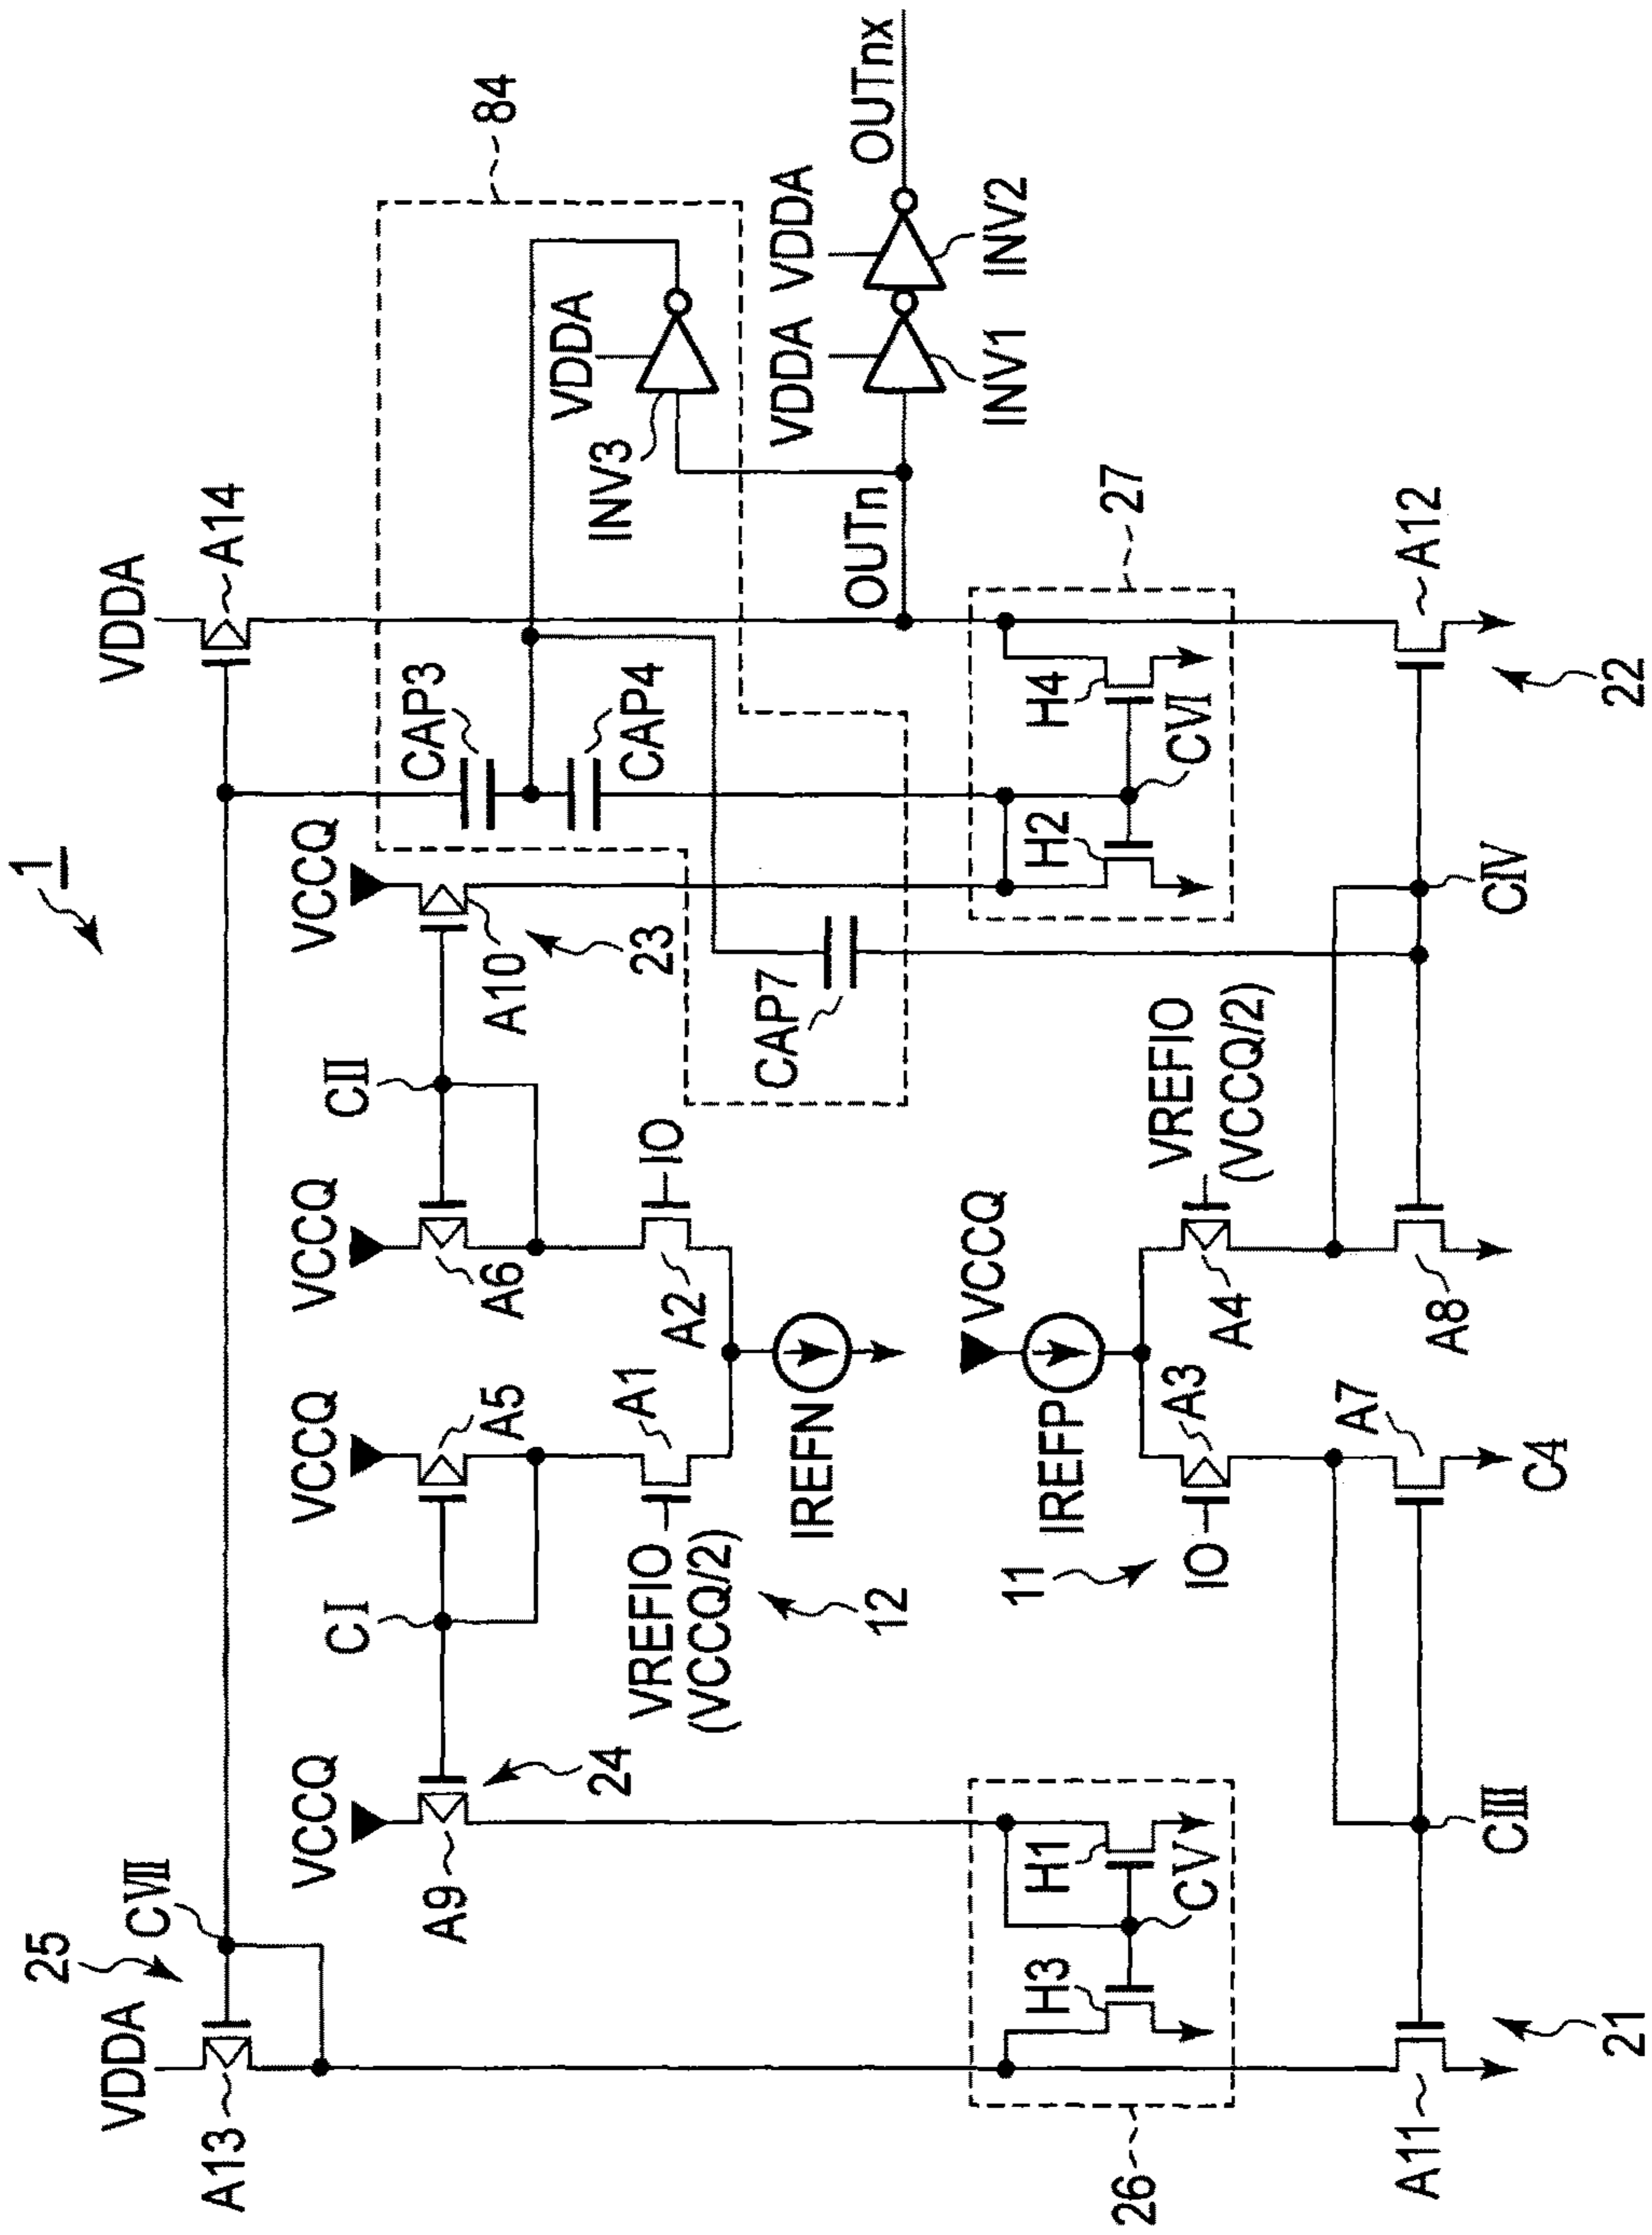 1
25
VDDA
CⅦ
VDDA
A13
A14
VCCQ
VCCQ
VCCQ
VCCQ
CⅠ
CⅡ
A9
CAP3
84
A5
A6
A10
VDDA
24
INV3
VREFIO
(VCCQ/2)
A1
IO
23
CAP4
A2
CAP7
VDDA
VDDA
IREFN
12
OUTn
OUTnx
VCCQ
INV1
INV2
11
IREFP
H3
H1
H2
H4
27
26
CⅤ
IO
A3
VREFIO
(VCCQ/2)
CⅥ
A4
A11
A7
A8
A12
CⅢ
C4
CⅣ
21
22